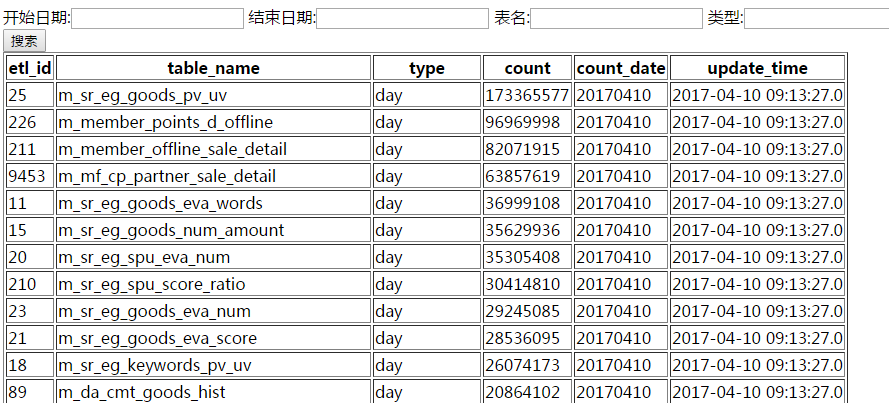 开始日期: 结束日期: 表名: 类型:
搜索
etl_id table_name type count count_date update_time
25 m_sr_eg_goods_pv_uv day 173365577 20170410 2017-04-10 09:13:27.0
226 m_member_points_d_offline day 96969998 20170410 2017-04-10 09:13:27.0
211 m_member_offline_sale_detail day 82071915 20170410 2017-04-10 09:13:27.0
9453 m_mf_cp_partner_sale_detail day 63857619 20170410 2017-04-10 09:13:27.0
11 m_sr_eg_goods_eva_words day 36999108 20170410 2017-04-10 09:13:27.0
15 m_sr_eg_goods_num_amount day 35629936 20170410 2017-04-10 09:13:27.0
20 m_sr_eg_spu_eva_num day 35305408 20170410 2017-04-10 09:13:27.0
210 m_sr_eg_spu_score_ratio day 30414810 20170410 2017-04-10 09:13:27.0
23 m_sr_eg_goods_eva_num day 29245085 20170410 2017-04-10 09:13:27.0
21 m_sr_eg_goods_eva_score day 28536095 20170410 2017-04-10 09:13:27.0
18 m_sr_eg_keywords_pv_uv day 26074173 20170410 2017-04-10 09:13:27.0
89 m_da_cmt_goods_hist day 20864102 20170410 2017-04-10 09:13:27.0